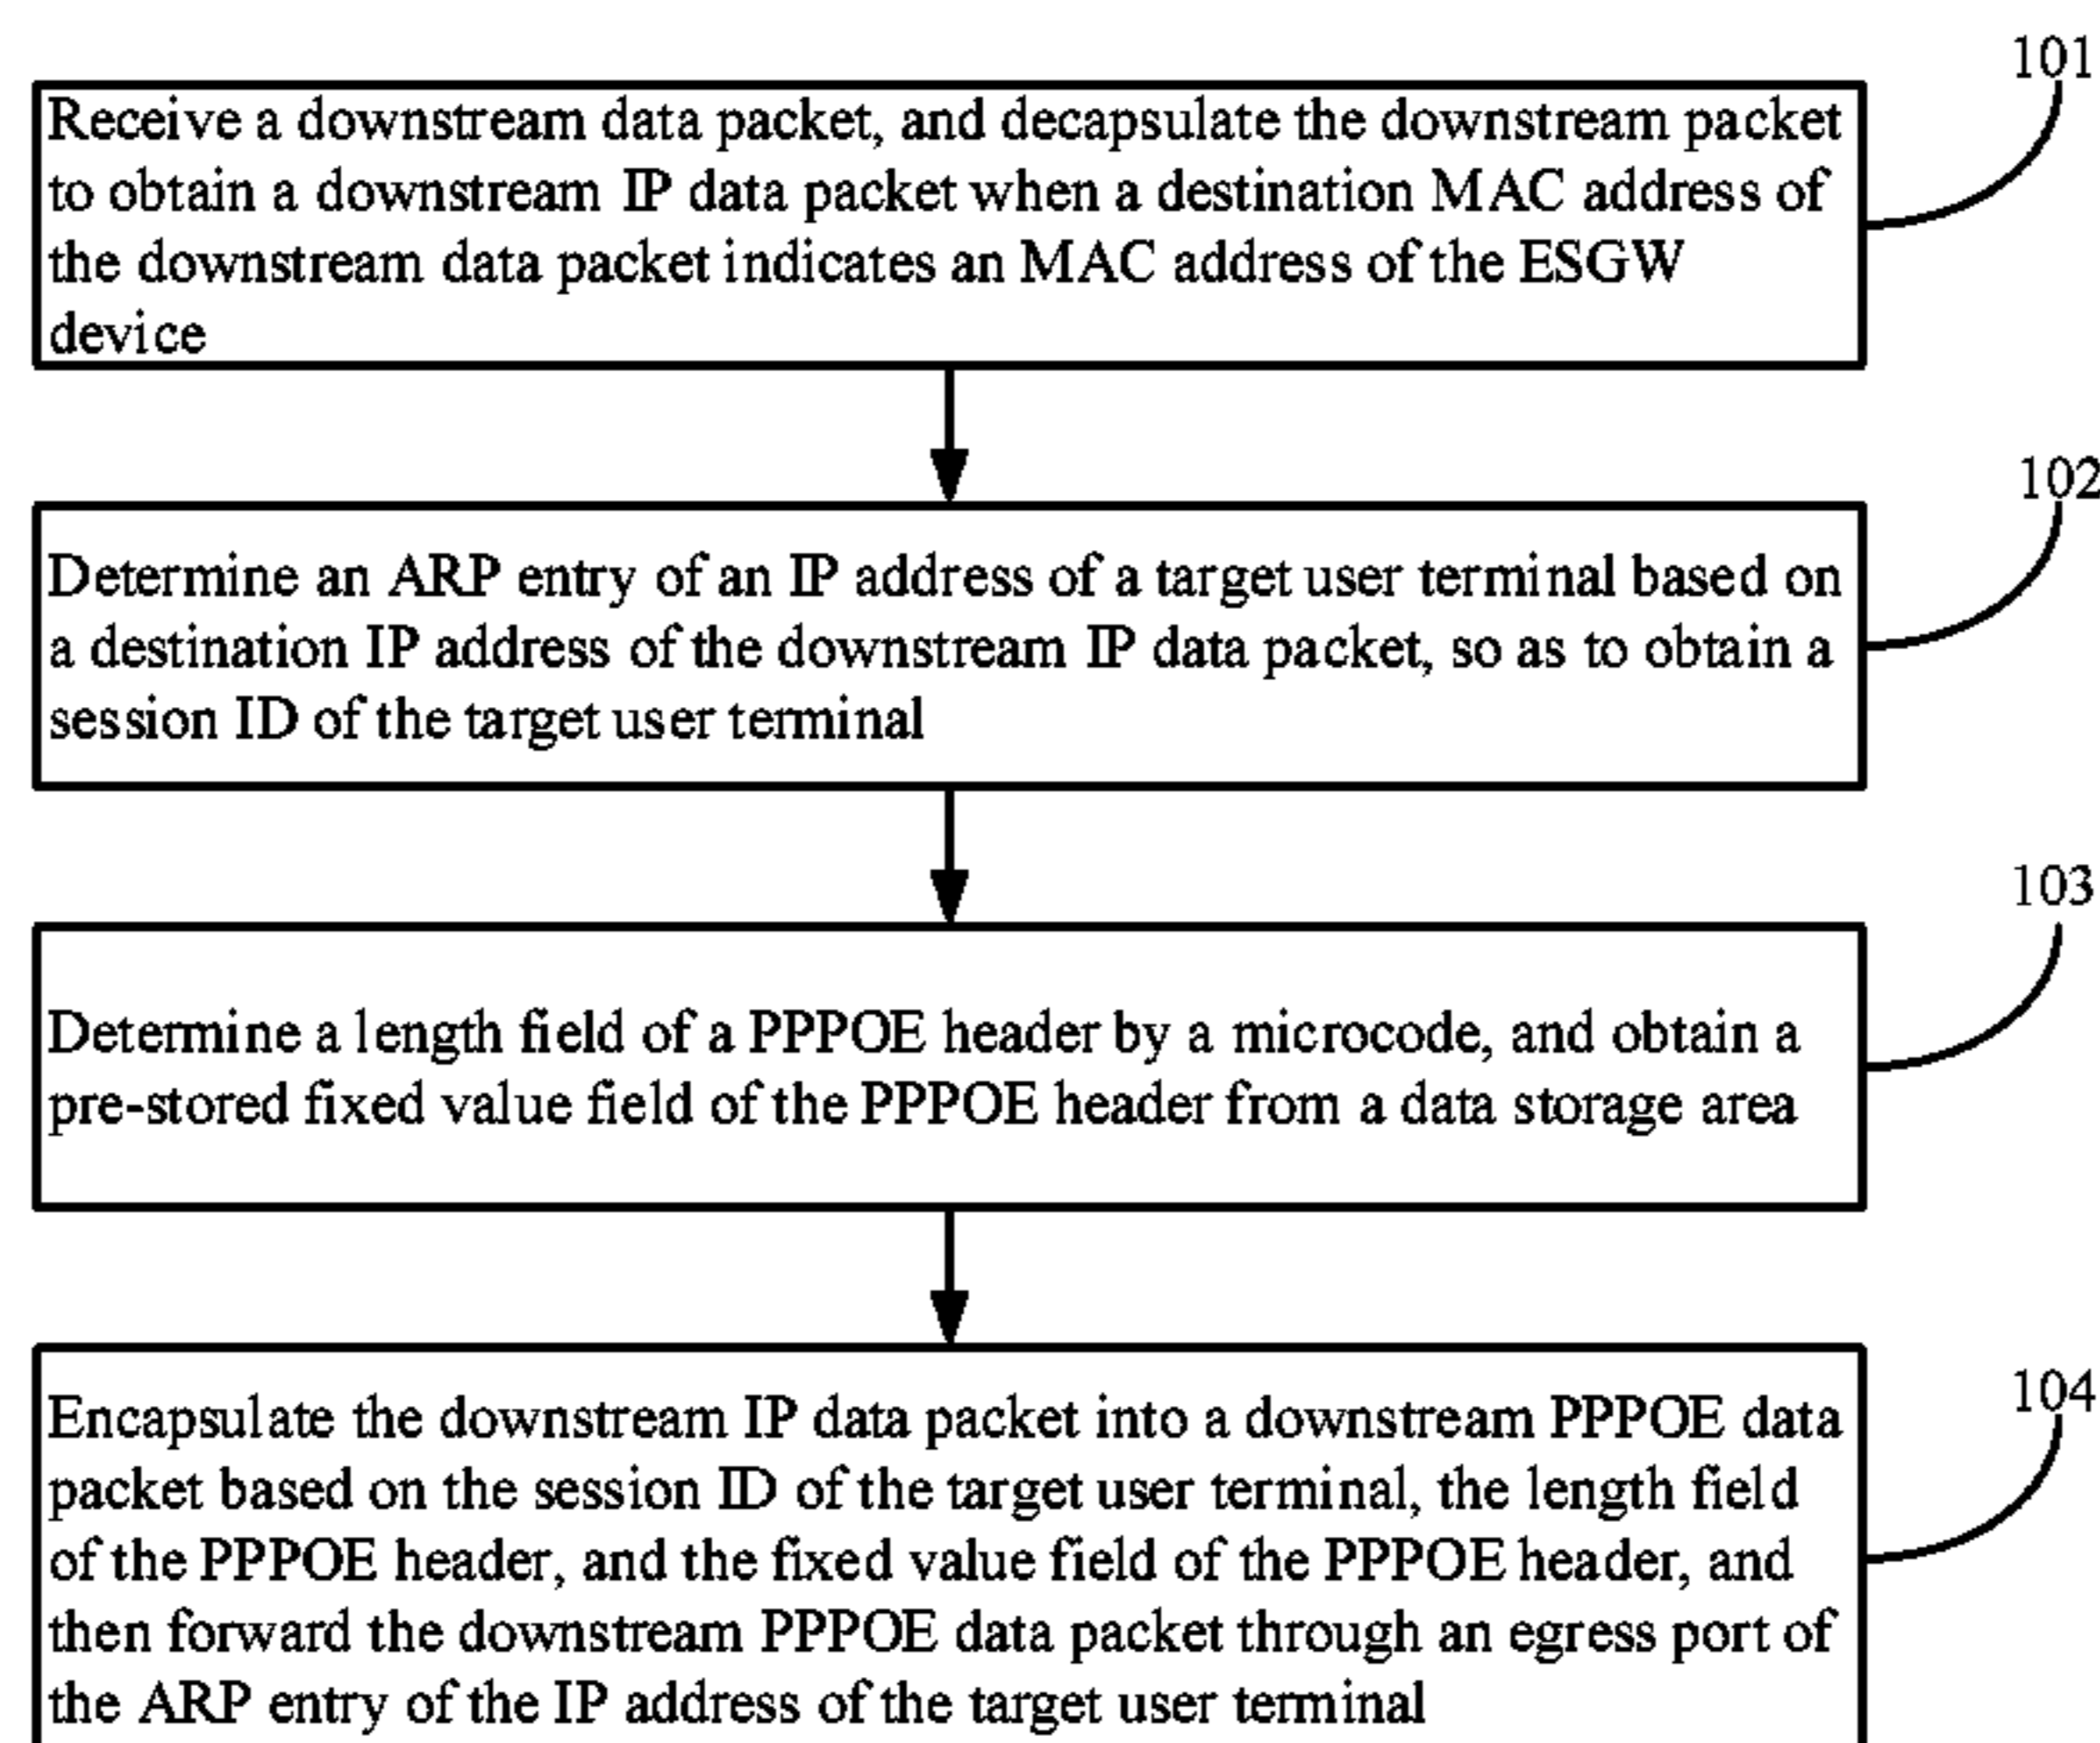 101
Receive a downstream data packet, and decapsulate the downstream packet
to obtain a downstream IP data packet when a destination MAC address of
the downstream data packet indicates an MAC address of the ESGW
device
102
Determine an ARP entry of an IP address of a target user terminal based on
a destination IP address of the downstream IP data packet, so as to obtain a
session ID of the target user terminal
103
Determine a length field of a PPPOE header by a microcode, and obtain a
pre-stored fixed value field of the PPPOE header from a data storage area
104
Encapsulate the downstream IP data packet into a downstream PPPOE data
packet based on the session ID of the target user terminal, the length field
of the PPPOE header, and the fixed value field of the PPPOE header, and
then forward the downstream PPPOE data packet through an egress port of
the ARP entry of the IP address of the target user terminal